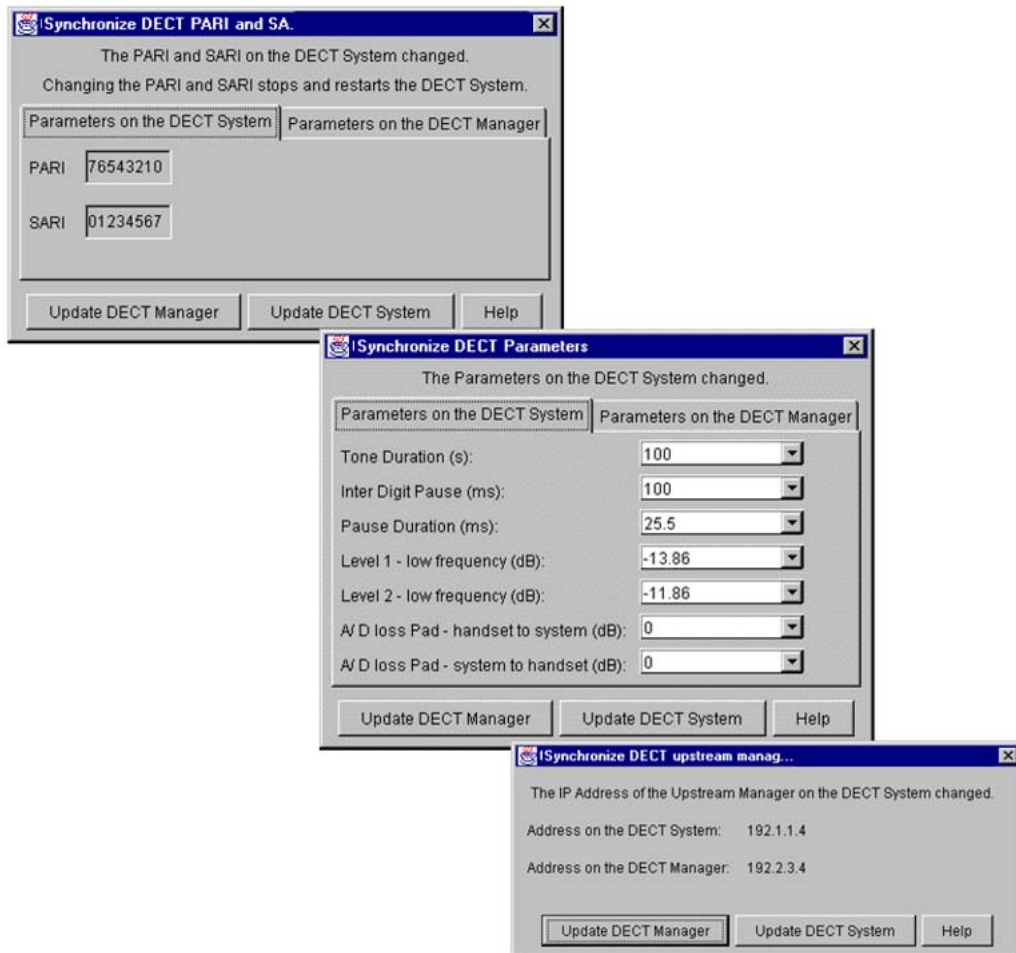 Synchronize DECT PARI and SA.
The PARI and SARI on the DECT System changed.
Changing the PARI and SARI stops and restarts the DECT System.
Parameters on the DECT System Parameters on the DECT Manager
PARI 76543210
SARI 01234567
Update DECT Manager Update DECT System Help
Synchronize DECT Parameters
The Parameters on the DECT System changed.
Parameters on the DECT System Parameters on the DECT Manager
Tone Duration (s): 100
Inter Digit Pause (ms): 100
Pause Duration (ms): 25.5
Level 1 - low frequency (dB): -13.86
Level 2 - low frequency (dB): -11.86
A/D loss Pad - handset to system (dB): 0
A/D loss Pad - system to handset (dB): 0
Update DECT Manager Update DECT System Help
Synchronize DECT upstream manag...
The IP Address of the Upstream Manager on the DECT System changed.
Address on the DECT System: 192.1.1.4
Address on the DECT Manager: 192.2.3.4
Update DECT Manager Update DECT System Help